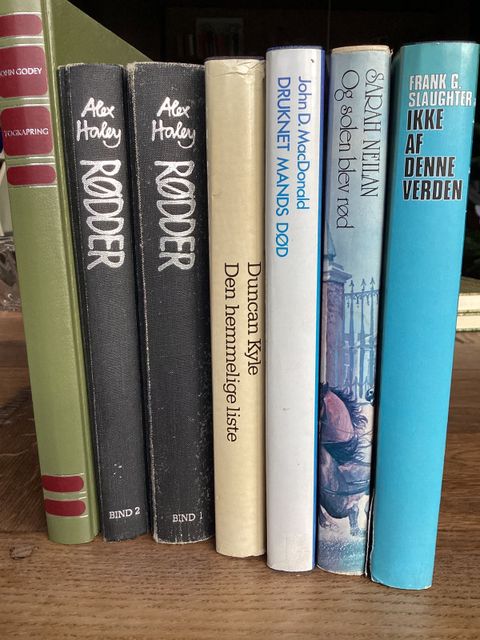 JOHN GODEY
TOGKAPRING
Alex
Haley
RØDDER
BIND 2
Alex
Haley
RØDDER
BIND 1
Duncan Kyle
Den hemmelige liste
John D. MacDonald
DRUKNET MANDS DØD
SARAH NEILAN
Og solen blev rød
FRANK G.
SLAUGHTER
IKKE
AF
DENNE
VERDEN